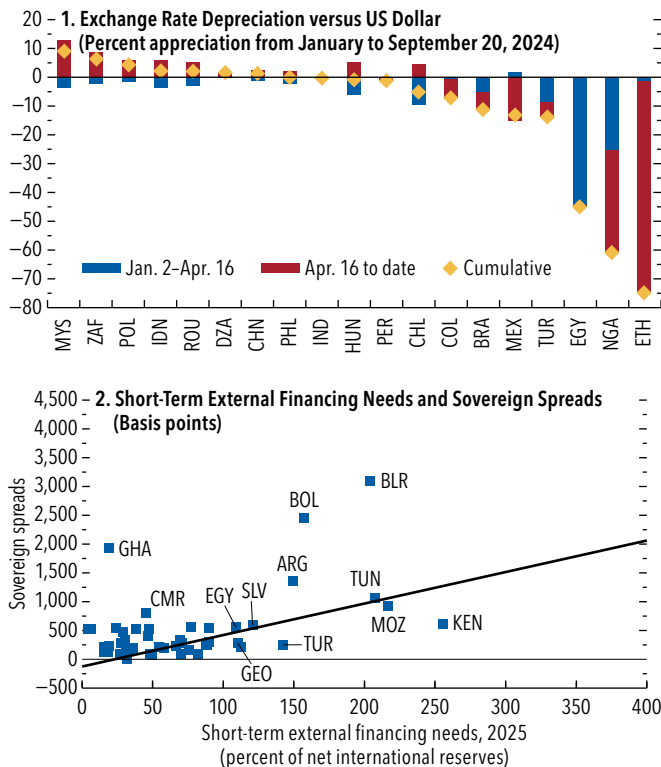 1. Exchange Rate Depreciation versus US Dollar
(Percent appreciation from January to September 20, 2024)
20
10
0
−10
−20
−30
−40
−50
−60
−70
−80
Jan. 2–Apr. 16
Apr. 16 to date
Cumulative
MYS
ZAF
POL
IDN
ROU
DZA
CHN
PHL
IND
HUN
PER
CHL
COL
BRA
MEX
TUR
EGY
NGA
ETH
2. Short-Term External Financing Needs and Sovereign Spreads
(Basis points)
4,500
4,000
3,500
3,000
2,500
2,000
1,500
1,000
500
0
−500
Sovereign spreads
BLR
BOL
GHA
ARG
TUN
CMR
EGY
SLV
MOZ
KEN
TUR
GEO
0
50
100
150
200
250
300
350
400
Short-term external financing needs, 2025
(percent of net international reserves)